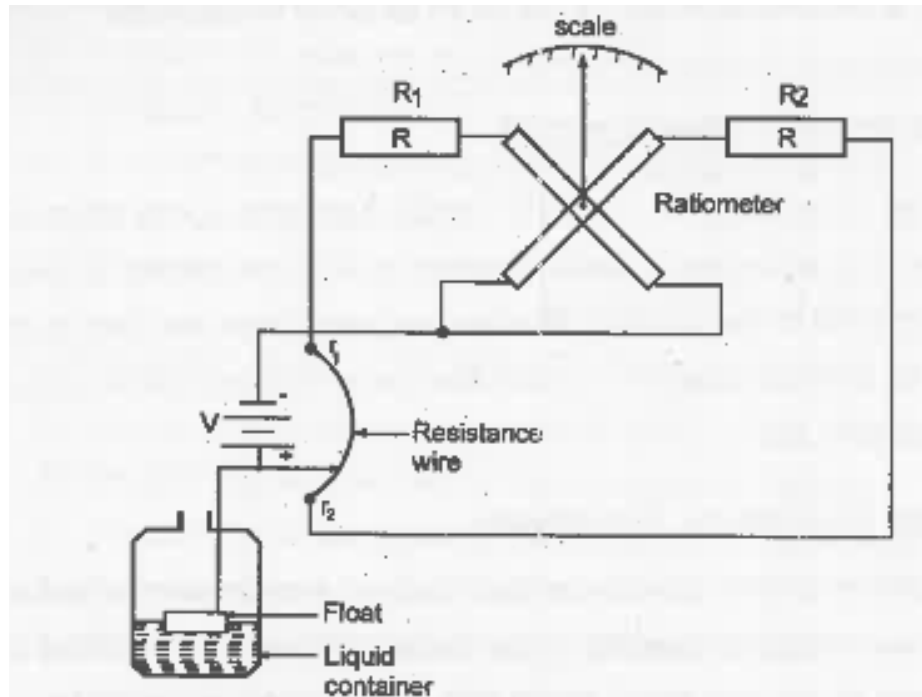 scale
R1
R
R2
R
Ratiometer
r1
V
-
+
Resistance
wire
r2
Float
Liquid
container